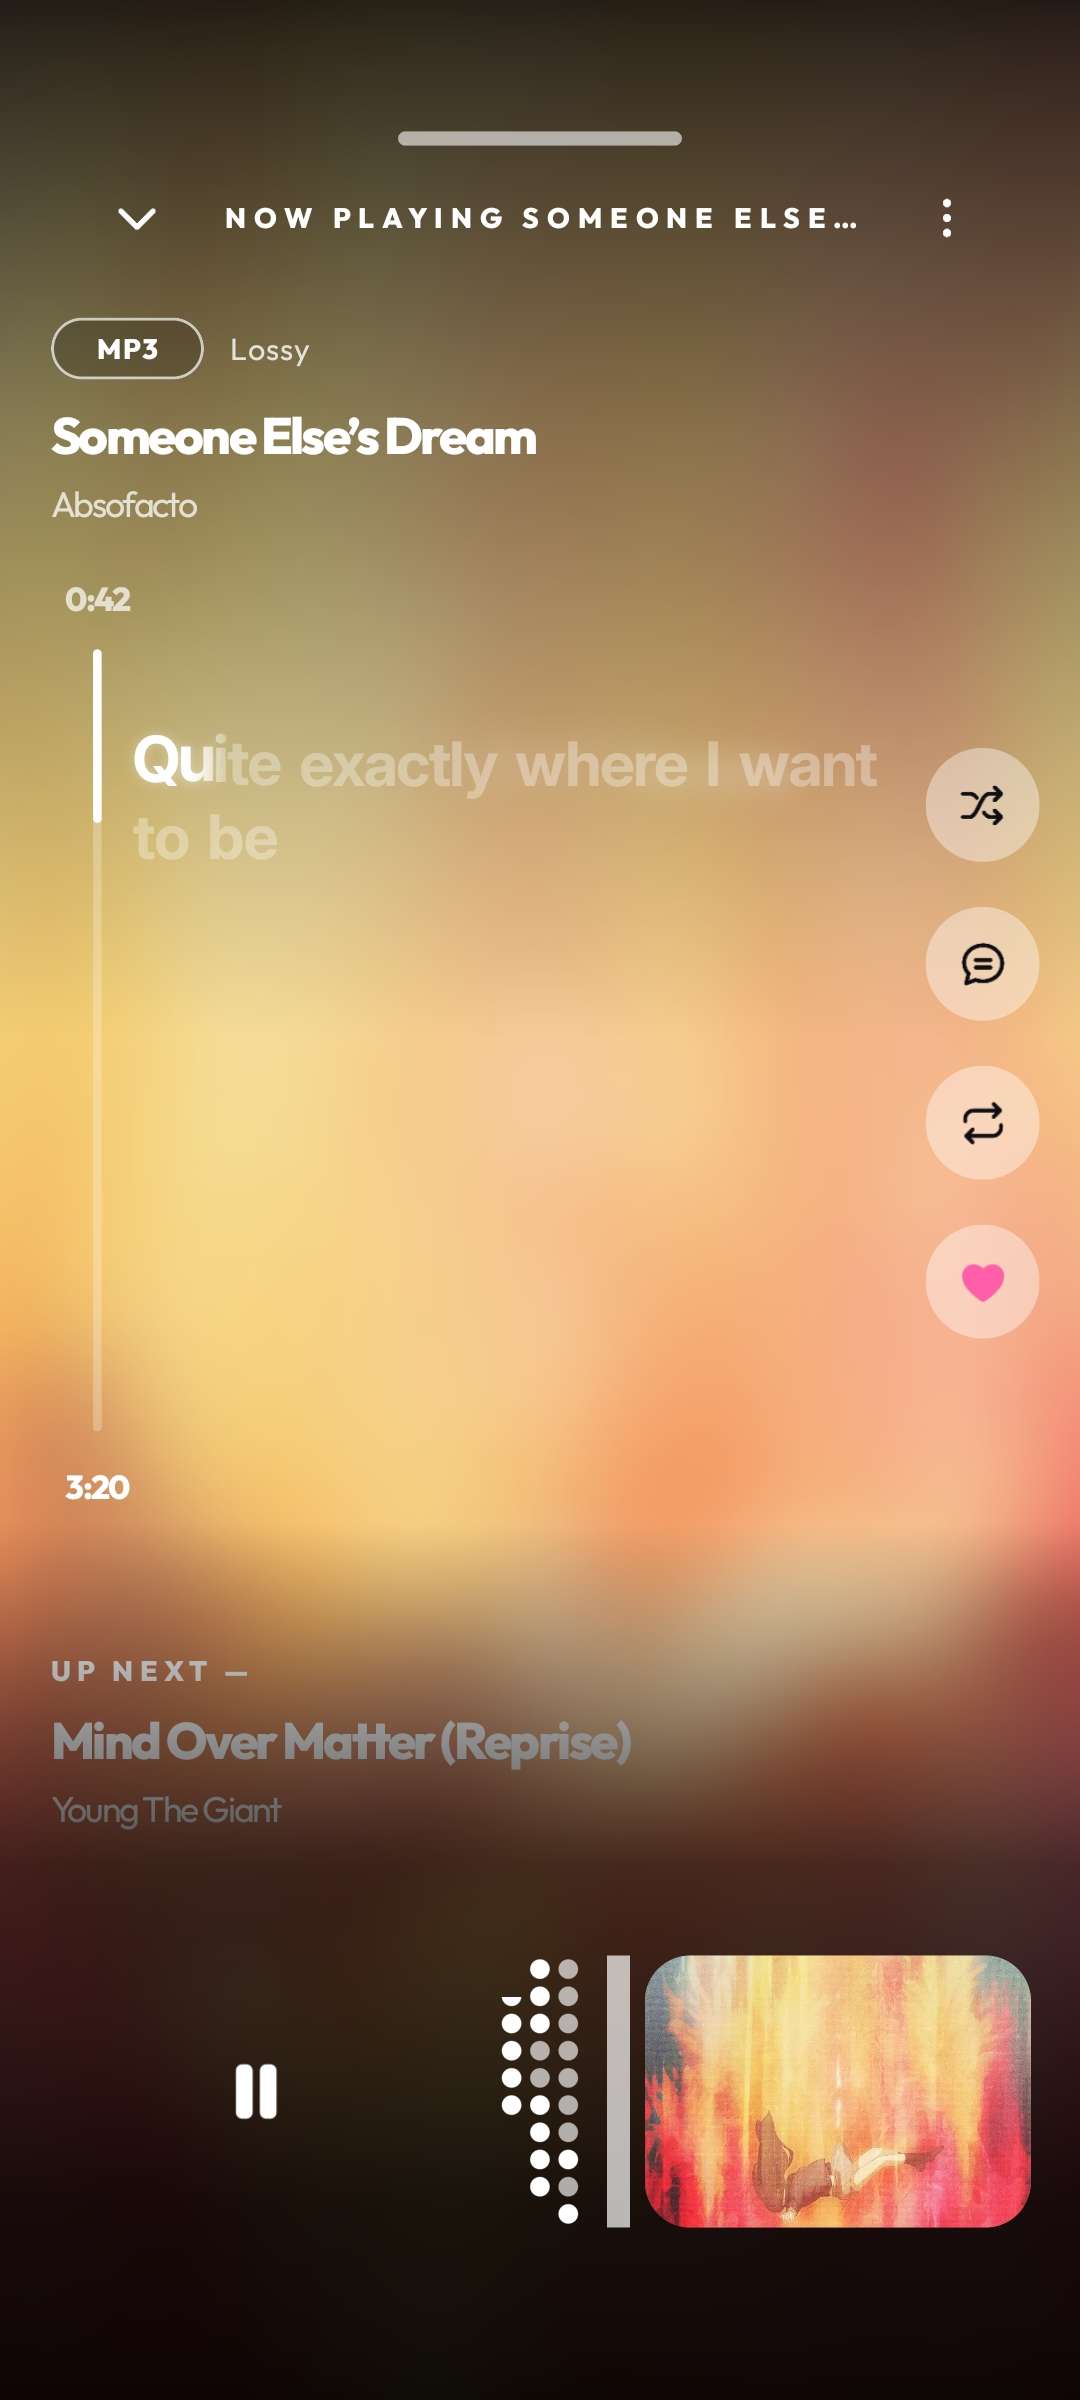 NOW PLAYING SOMEONE ELSE...
MP3 Lossy
Someone Else's Dream
Absofacto
0:42
Quite exactly where I want
to be
3:20
UP NEXT —
Mind Over Matter (Reprise)
Young The Giant